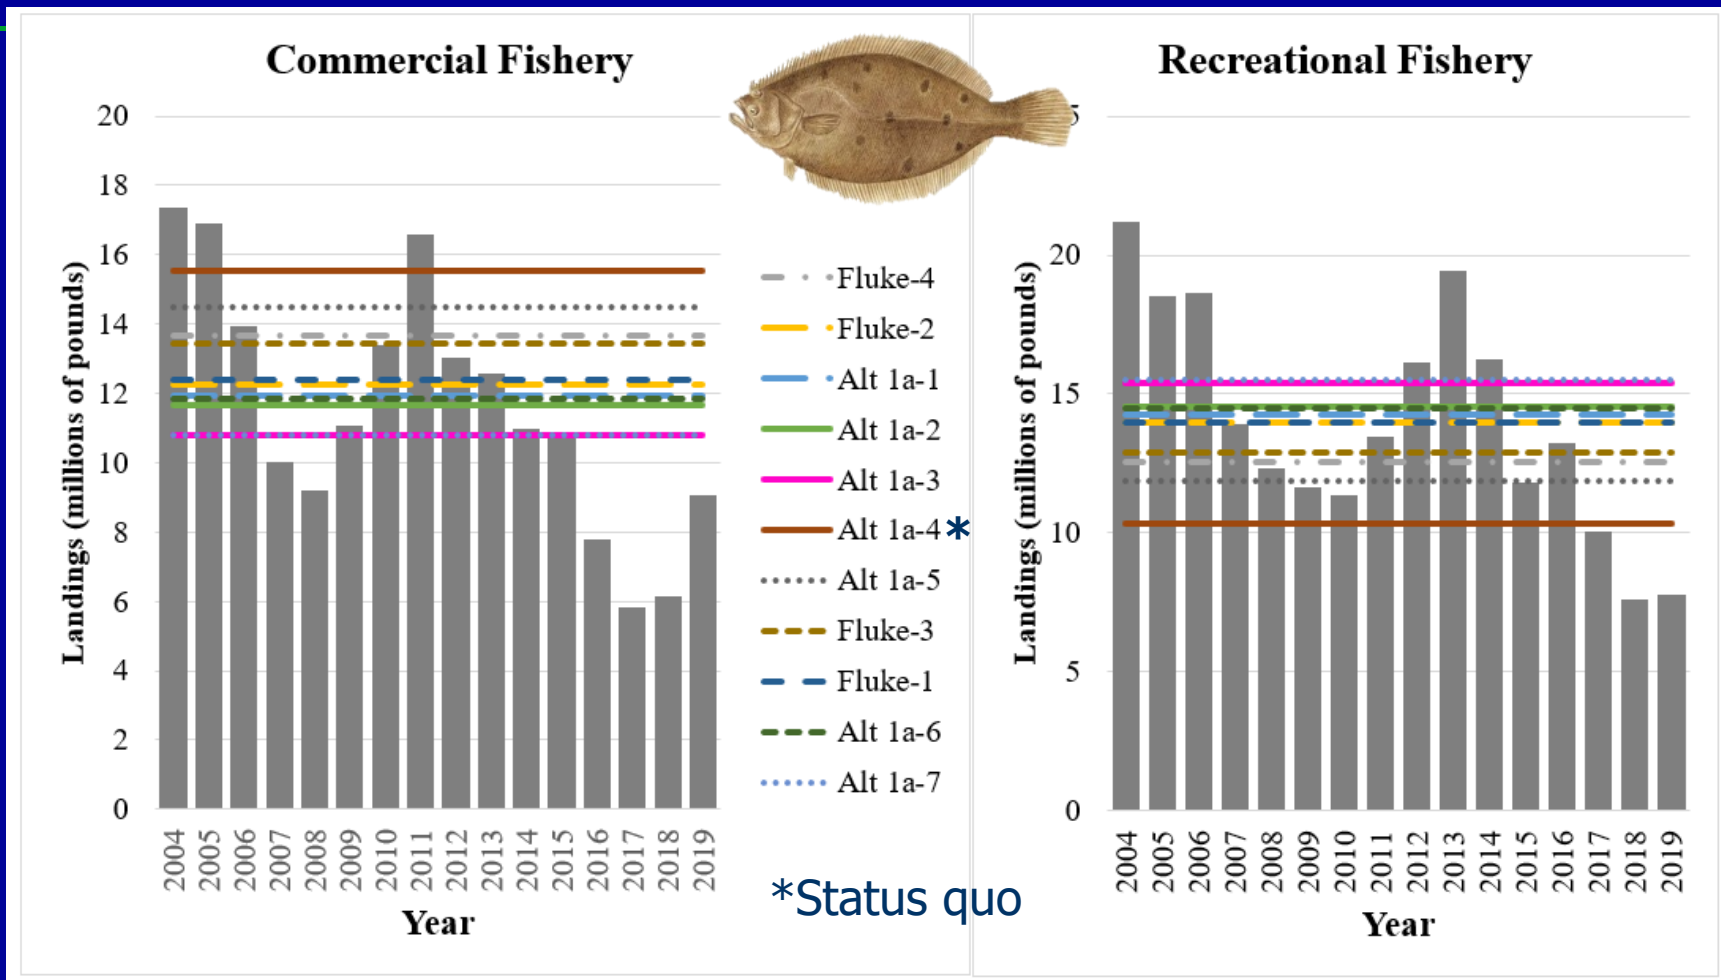 Commercial Fishery
Landings (millions of pounds)
20
18
16
14
12
10
8
6
4
2
0
2004
2005
2006
2007
2008
2009
2010
2011
2012
2013
2014
2015
2016
2017
2018
2019
Year
Fluke-4
Fluke-2
Alt 1a-1
Alt 1a-2
Alt 1a-3
Alt 1a-4 *
Alt 1a-5
Fluke-3
Fluke-1
Alt 1a-6
Alt 1a-7
*Status quo
Recreational Fishery
Landings (millions of pounds)
5
20
15
10
5
0
2004
2005
2006
2007
2008
2009
2010
2011
2012
2013
2014
2015
2016
2017
2018
2019
Year